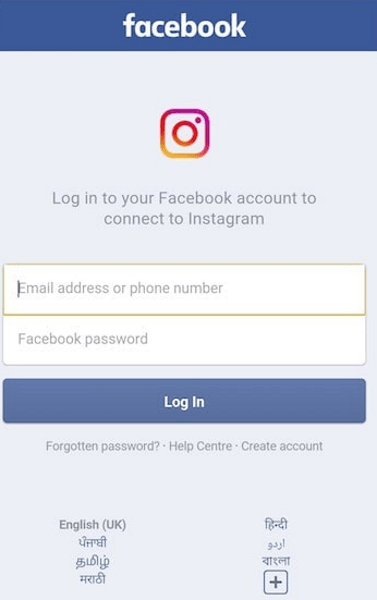 facebook
Log in to your Facebook account to
connect to Instagram
Email address or phone number
Facebook password
Log In
Forgotten password? · Help Centre · Create account
English (UK)
हिन्दी
ਪੰਜਾਬੀ
اردو
தமிழ்
বাংলা
मराठी